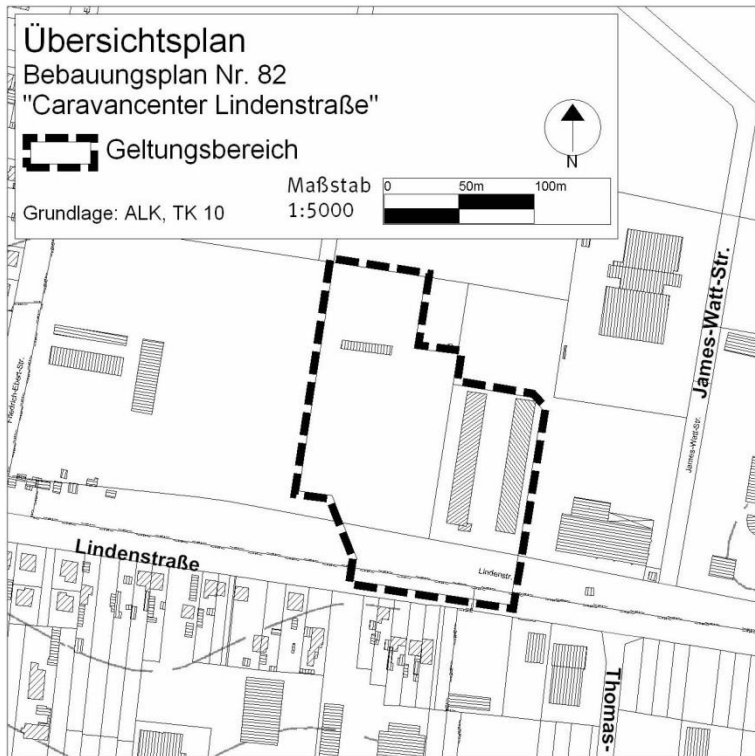 Übersichtsplan
Bebauungsplan Nr. 82
"Caravancenter Lindenstraße"
Geltungsbereich
N
Maßstab
1:5000
0 50m 100m
Grundlage: ALK, TK 10
James-Watt-Str.
James-Watt-Str.
Friedrich-Ebert-Str.
Lindenstraße
Lindenstr.
Thomas-